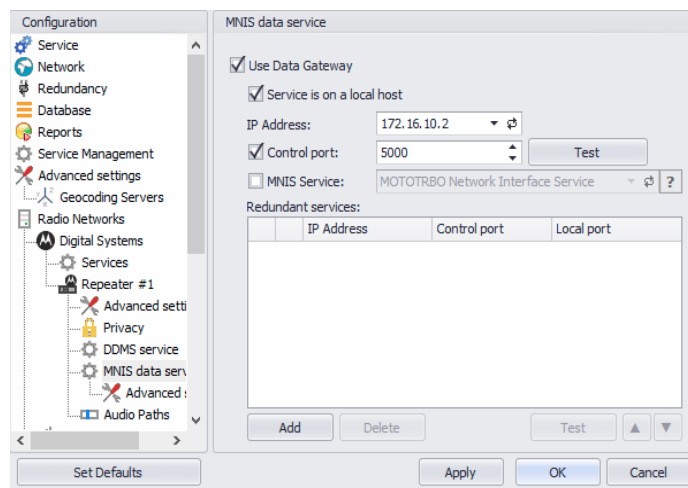 Configuration
Service
Network
Redundancy
Database
Reports
Service Management
Advanced settings
Geocoding Servers
Radio Networks
Digital Systems
Services
Repeater #1
Advanced setti
Privacy
DDMS service
MNIS data serv
Advanced s
Audio Paths
Set Defaults
MNIS data service
Use Data Gateway
Service is on a local host
IP Address: 172.16.10.2
Control port: 5000 Test
MNIS Service: MOTOTRBO Network Interface Service ?
Redundant services:
IP Address Control port Local port
Add Delete Test
Apply OK Cancel